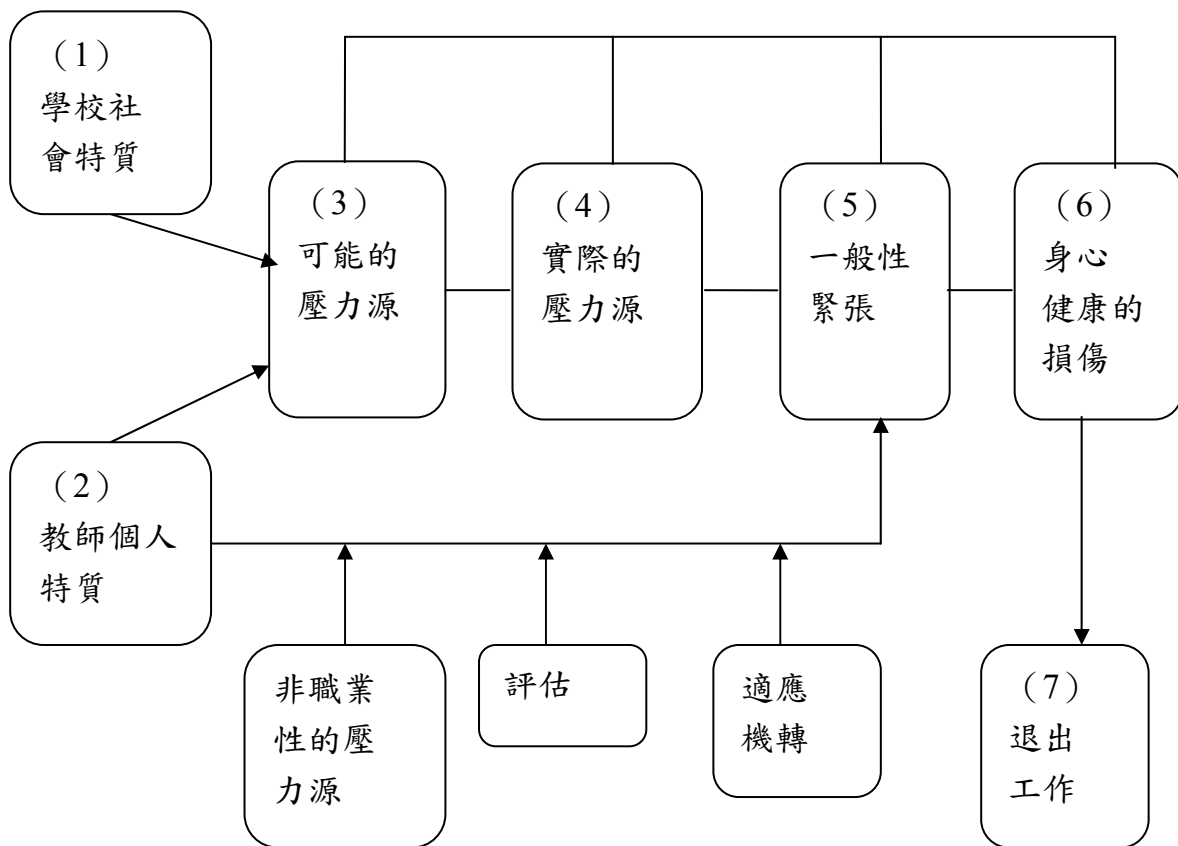 （1）
學校社
會特質
（3）
可能的
壓力源
（4）
實際的
壓力源
（5）
一般性
緊張
（6）
身心
健康的
損傷
（2）
教師個人
特質
非職業
性的壓
力源
評估
適應
機轉
（7）
退出
工作